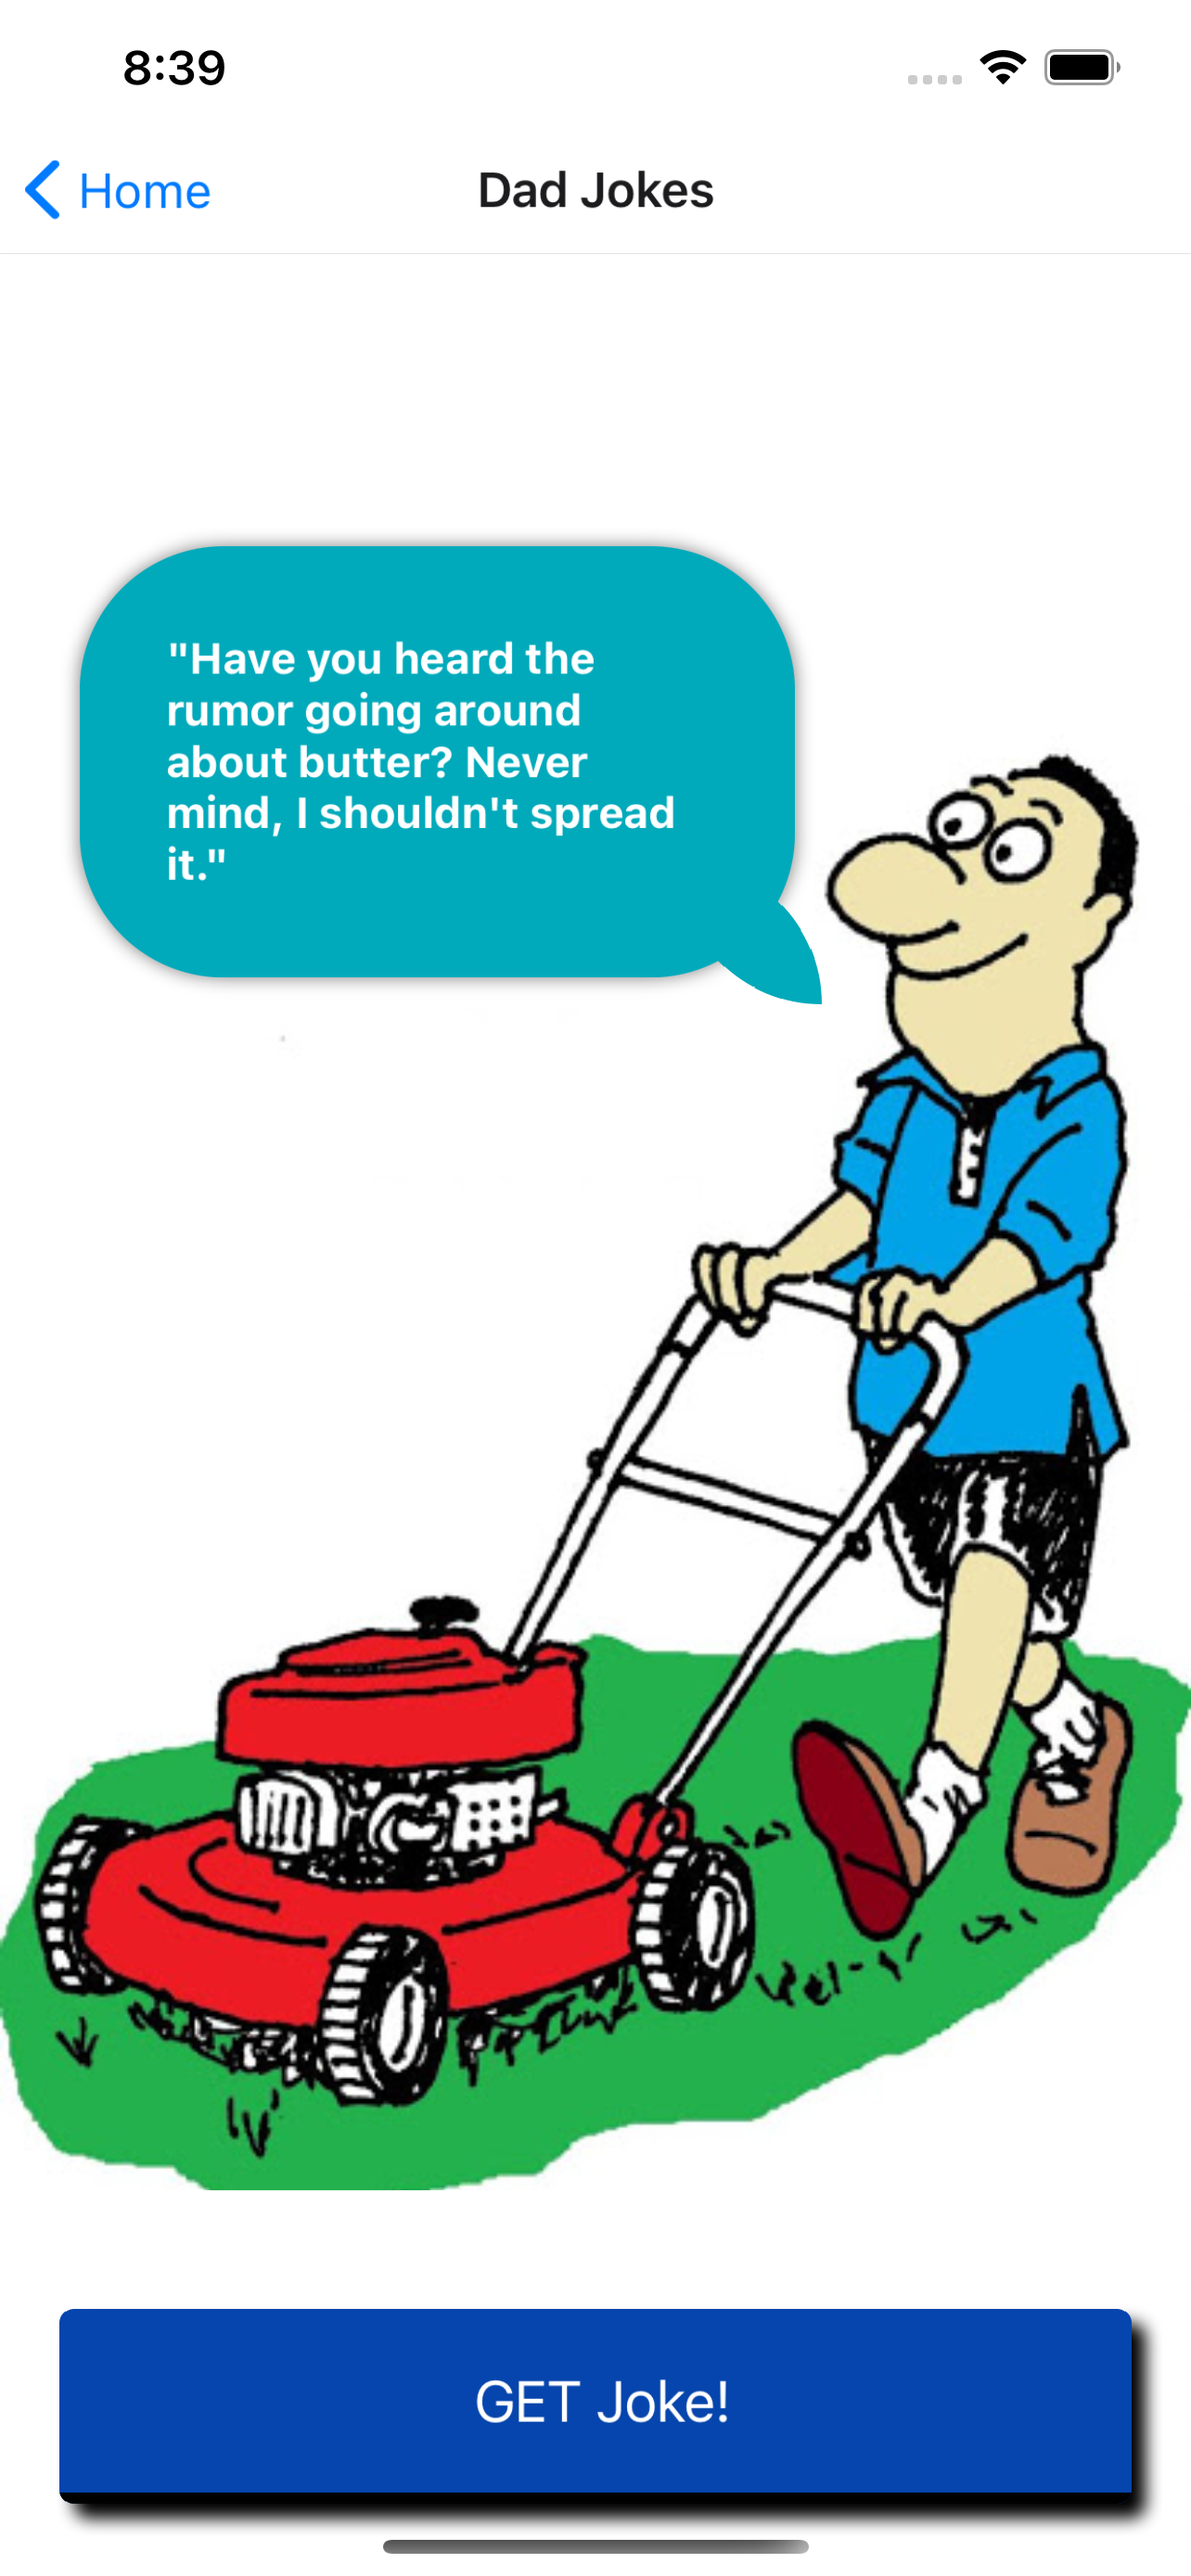 8:39
Home
Dad Jokes
"Have you heard the
rumor going around
about butter? Never
mind, I shouldn't spread
it."
GET Joke!